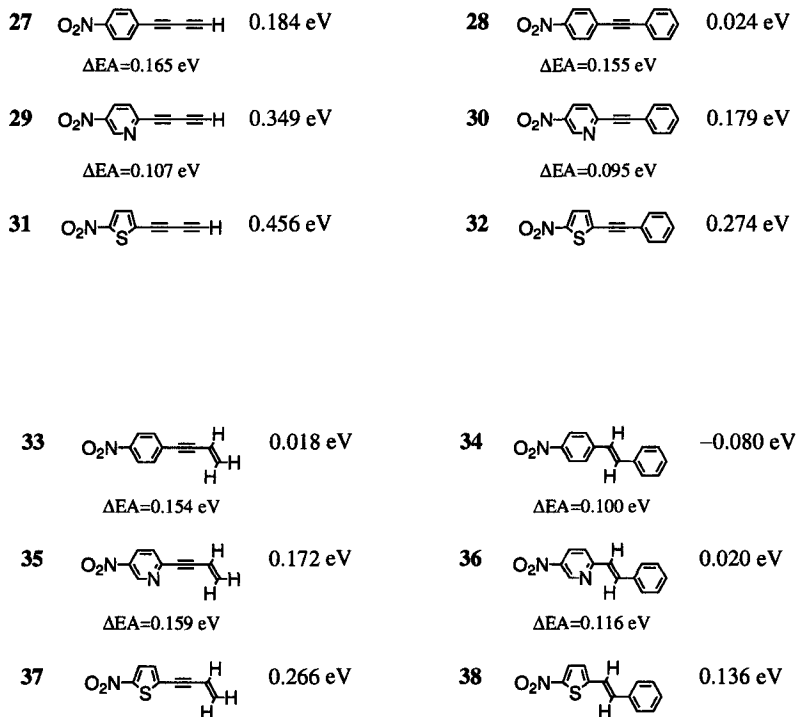 27 O₂N H 0.184 eV 28 O₂N 0.024 eV
ΔEA=0.165 eV ΔEA=0.155 eV
29 O₂N N H 0.349 eV 30 O₂N N 0.179 eV
ΔEA=0.107 eV ΔEA=0.095 eV
31 O₂N S H 0.456 eV 32 O₂N S 0.274 eV
33 O₂N H H H 0.018 eV 34 O₂N H H −0.080 eV
ΔEA=0.154 eV ΔEA=0.100 eV
35 O₂N N H H H 0.172 eV 36 O₂N N H H 0.020 eV
ΔEA=0.159 eV ΔEA=0.116 eV
37 O₂N S H H H 0.266 eV 38 O₂N S H H 0.136 eV